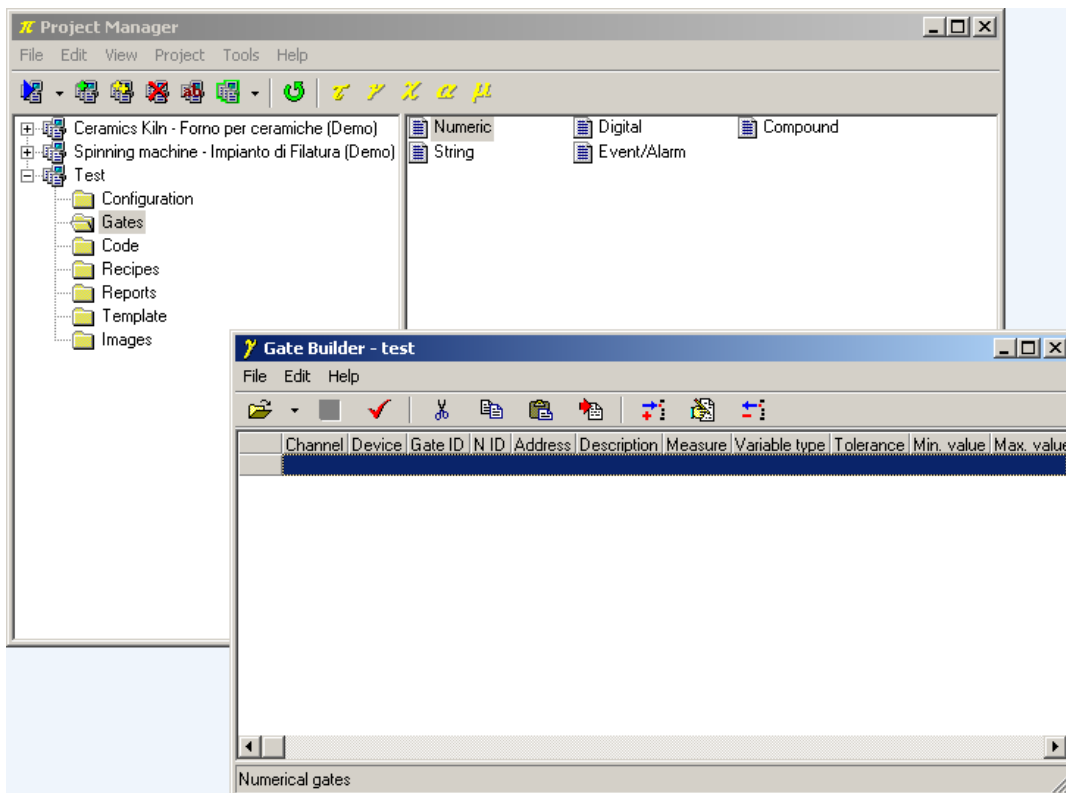 π Project Manager
File Edit View Project Tools Help
τ γ χ α μ
Ceramics Kiln - Forno per ceramiche (Demo)
Spinning machine - Impianto di Filatura (Demo)
Test
Configuration
Gates
Code
Recipes
Reports
Template
Images
Numeric Digital Compound
String Event/Alarm
γ Gate Builder - test
File Edit Help
Channel Device Gate ID N ID Address Description Measure Variable type Tolerance Min. value Max. value
Numerical gates